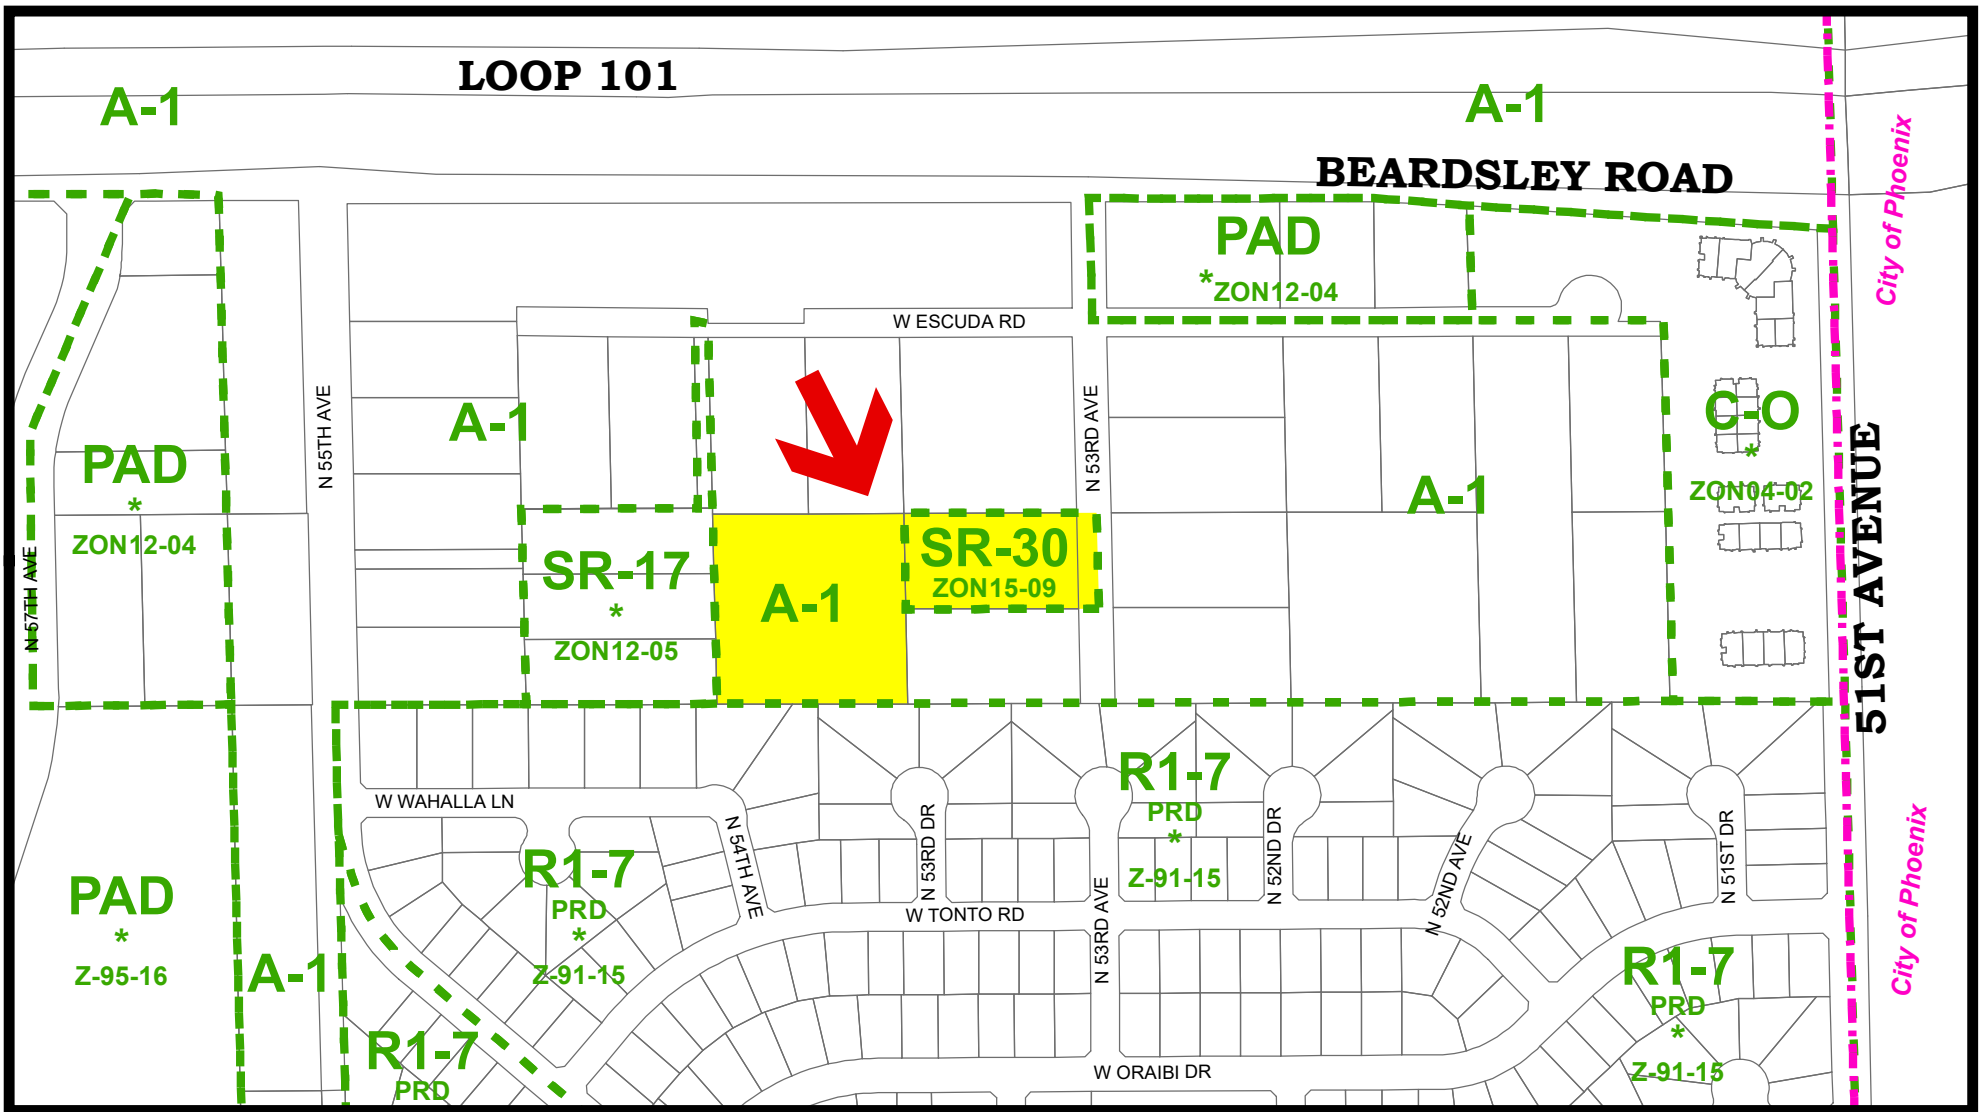 LOOP 101
A-1
A-1
BEARDSLEY ROAD
City of Phoenix
PAD
*
ZON12-04
W ESCUDA RD
N 55TH AVE
A-1
N 53RD AVE
C-O
*
ZON04-02
PAD
*
ZON12-04
N 57TH AVE
A-1
51ST AVENUE
SR-17
*
ZON12-05
A-1
SR-30
ZON15-09
R1-7
PRD
*
Z-91-15
W WAHALLA LN
N 54TH AVE
N 53RD DR
N 52ND DR
N 52ND AVE
N 51ST DR
City of Phoenix
R1-7
PRD
*
Z-91-15
W TONTO RD
N 53RD AVE
PAD
*
Z-95-16
A-1
R1-7
PRD
*
Z-91-15
R1-7
PRD
W ORAIBI DR